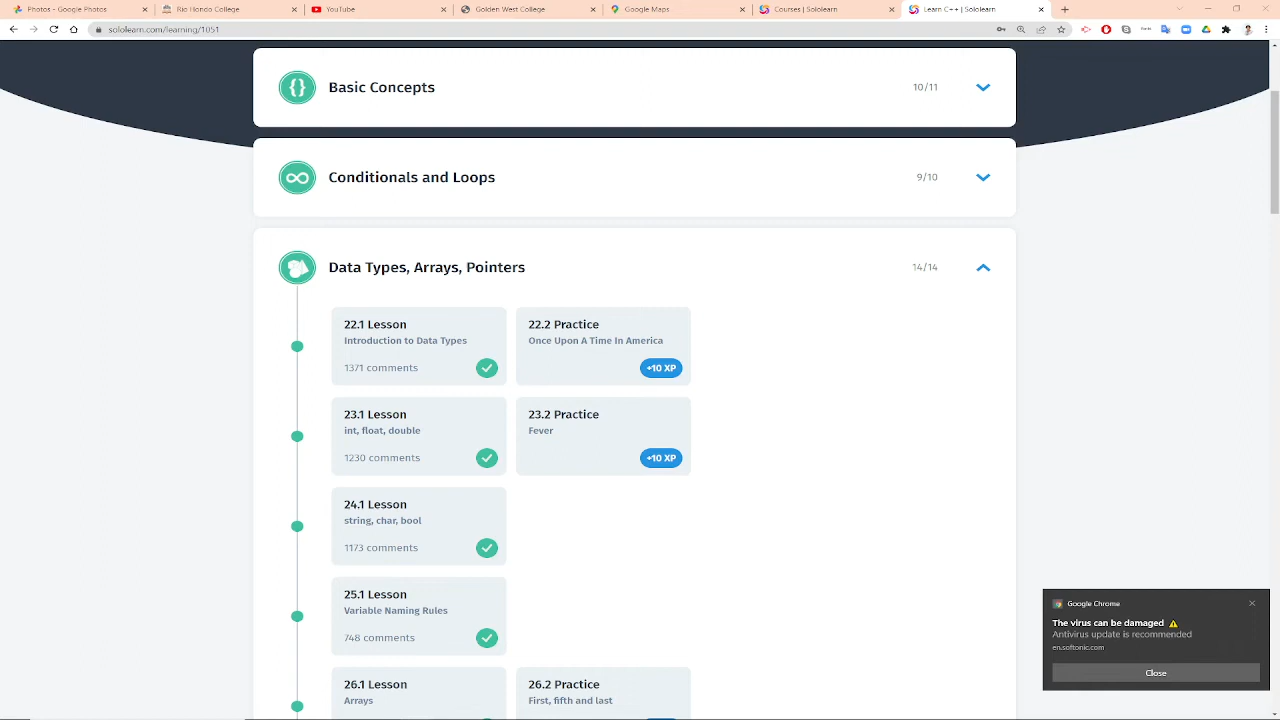 Photos - Google Photos
Rio Hondo College
YouTube
Golden West College
Google Maps
Courses | Sololearn
Learn C++ | Sololearn
sololearn.com/learning/1051
Basic Concepts
10/11
Conditionals and Loops
9/10
Data Types, Arrays, Pointers
14/14
22.1 Lesson
Introduction to Data Types
1371 comments
22.2 Practice
Once Upon A Time In America
+10 XP
23.1 Lesson
int, float, double
1230 comments
23.2 Practice
Fever
+10 XP
24.1 Lesson
string, char, bool
1173 comments
25.1 Lesson
Variable Naming Rules
748 comments
26.1 Lesson
Arrays
26.2 Practice
First, fifth and last
Google Chrome
The virus can be damaged
Antivirus update is recommended
en.softonic.com
Close